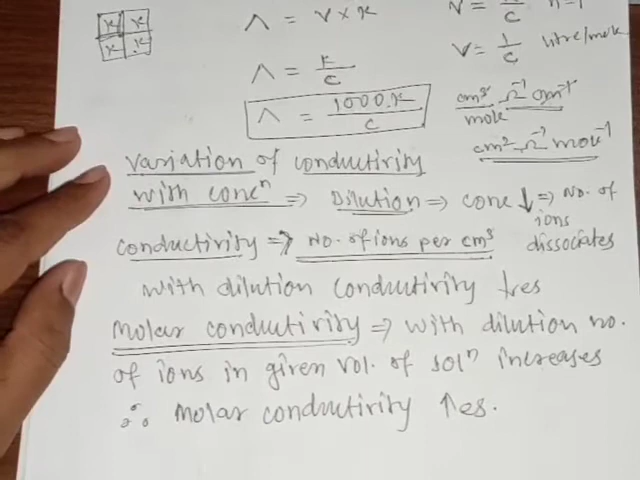 κ κ
κ κ
Λ = V × κ
V = 1/C litre/mole
Λ = κ/C
Λ = 1000.κ/C
cm³/mole Ω⁻¹ cm⁻¹
cm² Ω⁻¹ mole⁻¹
Variation of conductivity
with concⁿ ⇒ Dilution ⇒ conc ↓ ⇒ No. of ions dissociates
conductivity ⇒ No. of ions per cm³
with dilution conductivity ↓es
Molar conductivity ⇒ with dilution no.
of ions in given vol. of solⁿ increases
∴ Molar conductivity ↑es.